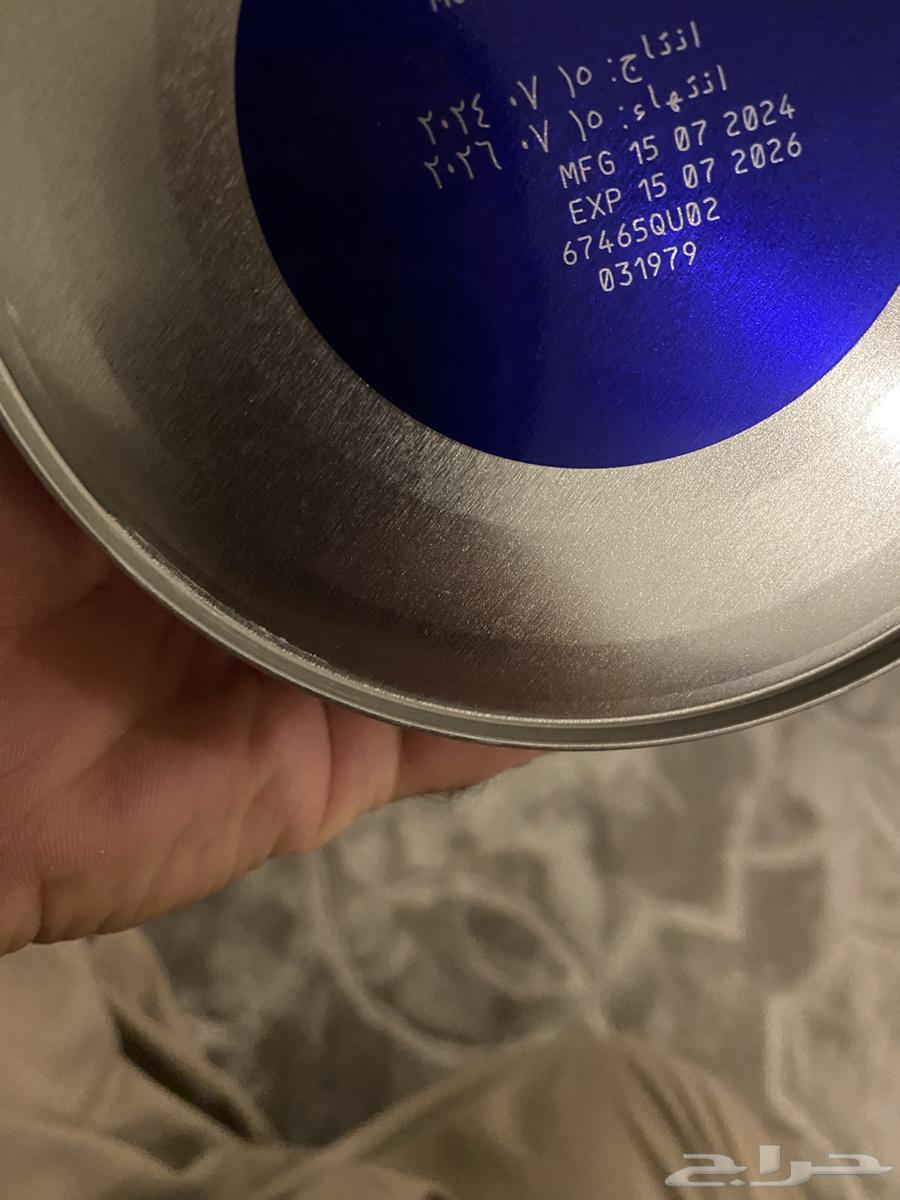 انتاج: ١٥ ٠٧ ٢٠٢٤
انتهاء: ١٥ ٠٧ ٢٠٢٦
MFG 15 07 2024
EXP 15 07 2026
67465QU02
031979
حراج